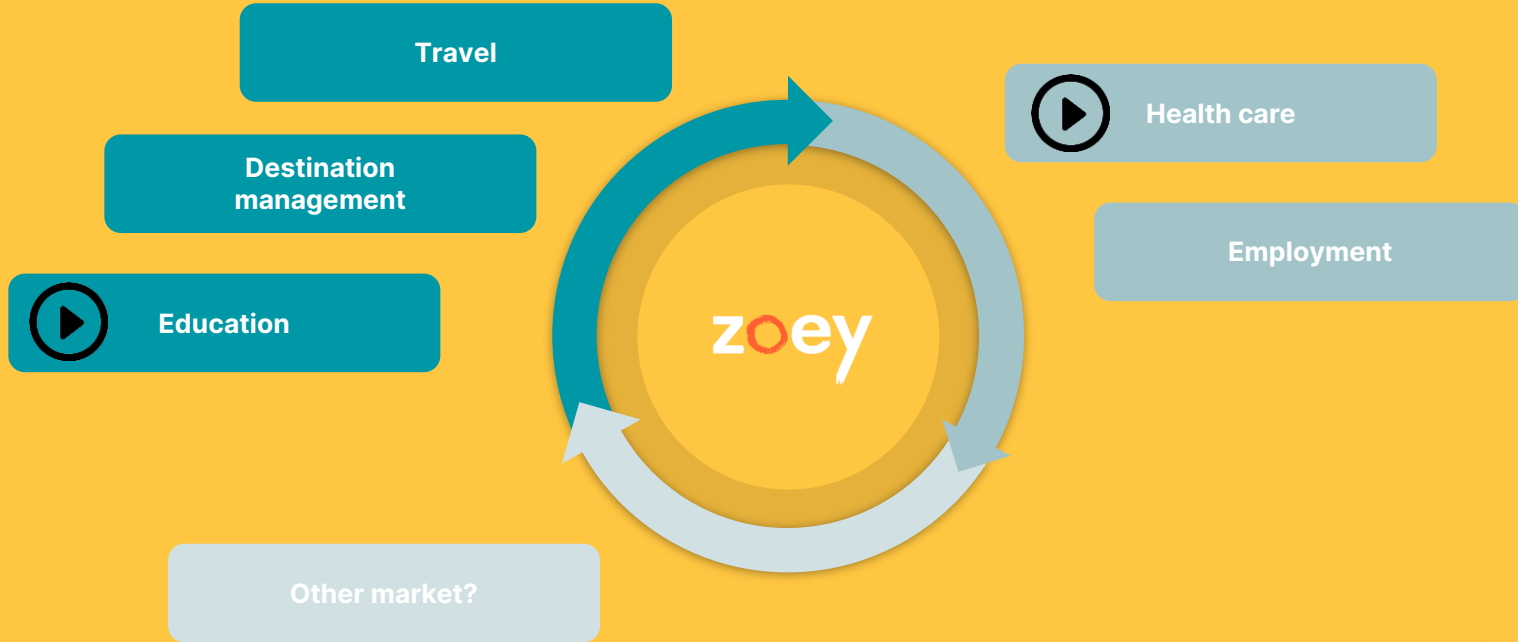 Travel
Destination
management
Education
zoey
Health care
Employment
Other market?